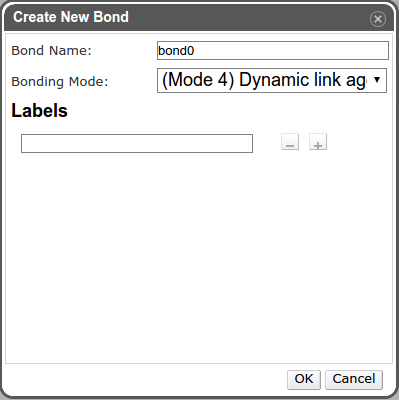 Create New Bond
Bond Name: bond0
Bonding Mode: (Mode 4) Dynamic link ag
Labels
OK Cancel